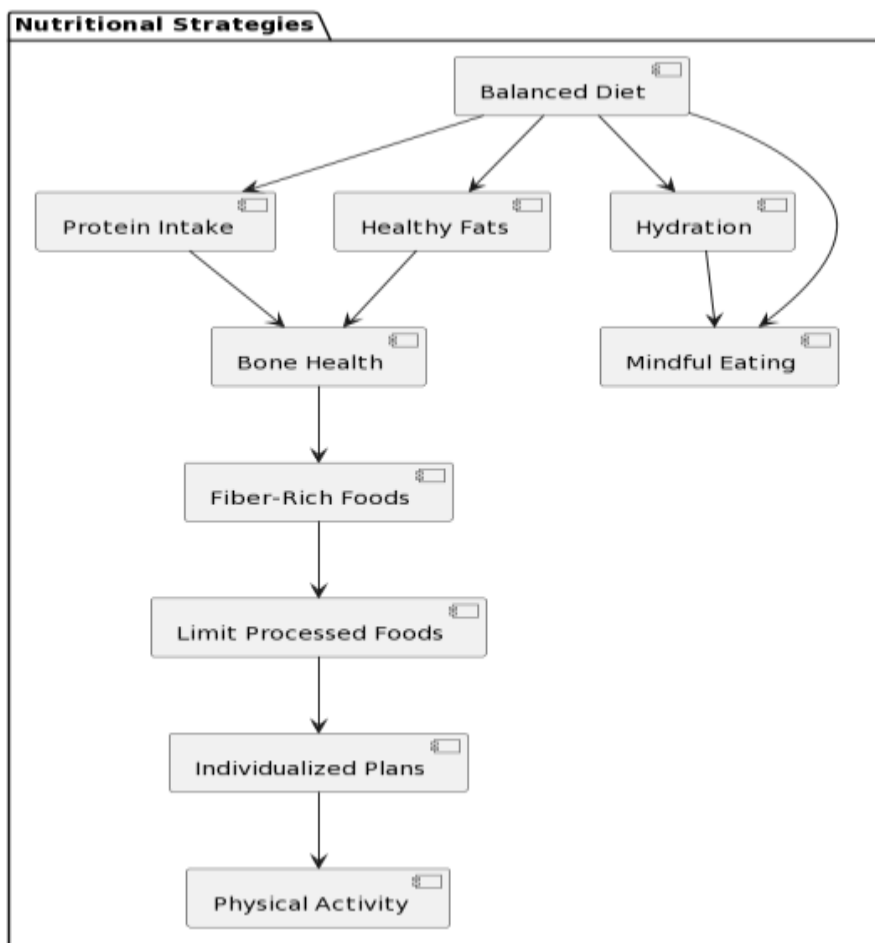 Nutritional Strategies
Balanced Diet
Protein Intake
Healthy Fats
Hydration
Bone Health
Mindful Eating
Fiber-Rich Foods
Limit Processed Foods
Individualized Plans
Physical Activity